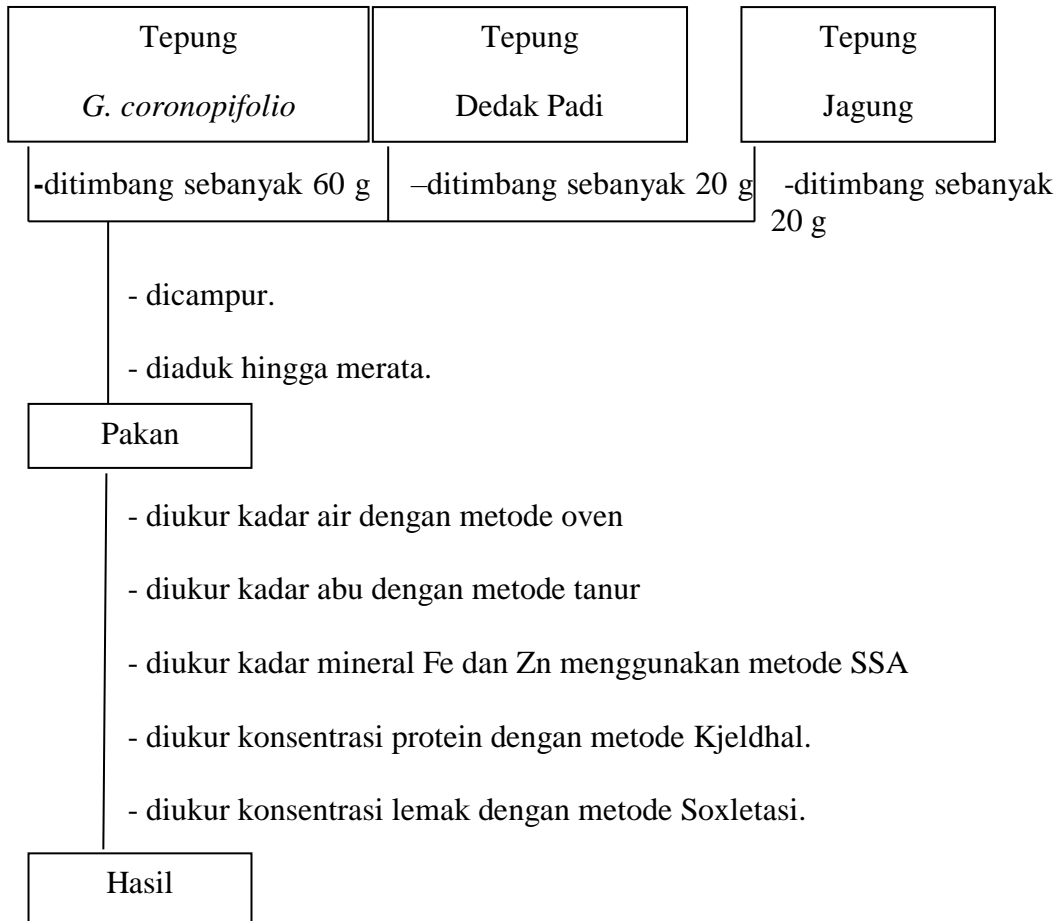 Tepung
G. coronopifolio
Tepung
Dedak Padi
Tepung
Jagung
-ditimbang sebanyak 60 g
–ditimbang sebanyak 20 g
-ditimbang sebanyak
20 g
- dicampur.
- diaduk hingga merata.
Pakan
- diukur kadar air dengan metode oven
- diukur kadar abu dengan metode tanur
- diukur kadar mineral Fe dan Zn menggunakan metode SSA
- diukur konsentrasi protein dengan metode Kjeldhal.
- diukur konsentrasi lemak dengan metode Soxletasi.
Hasil